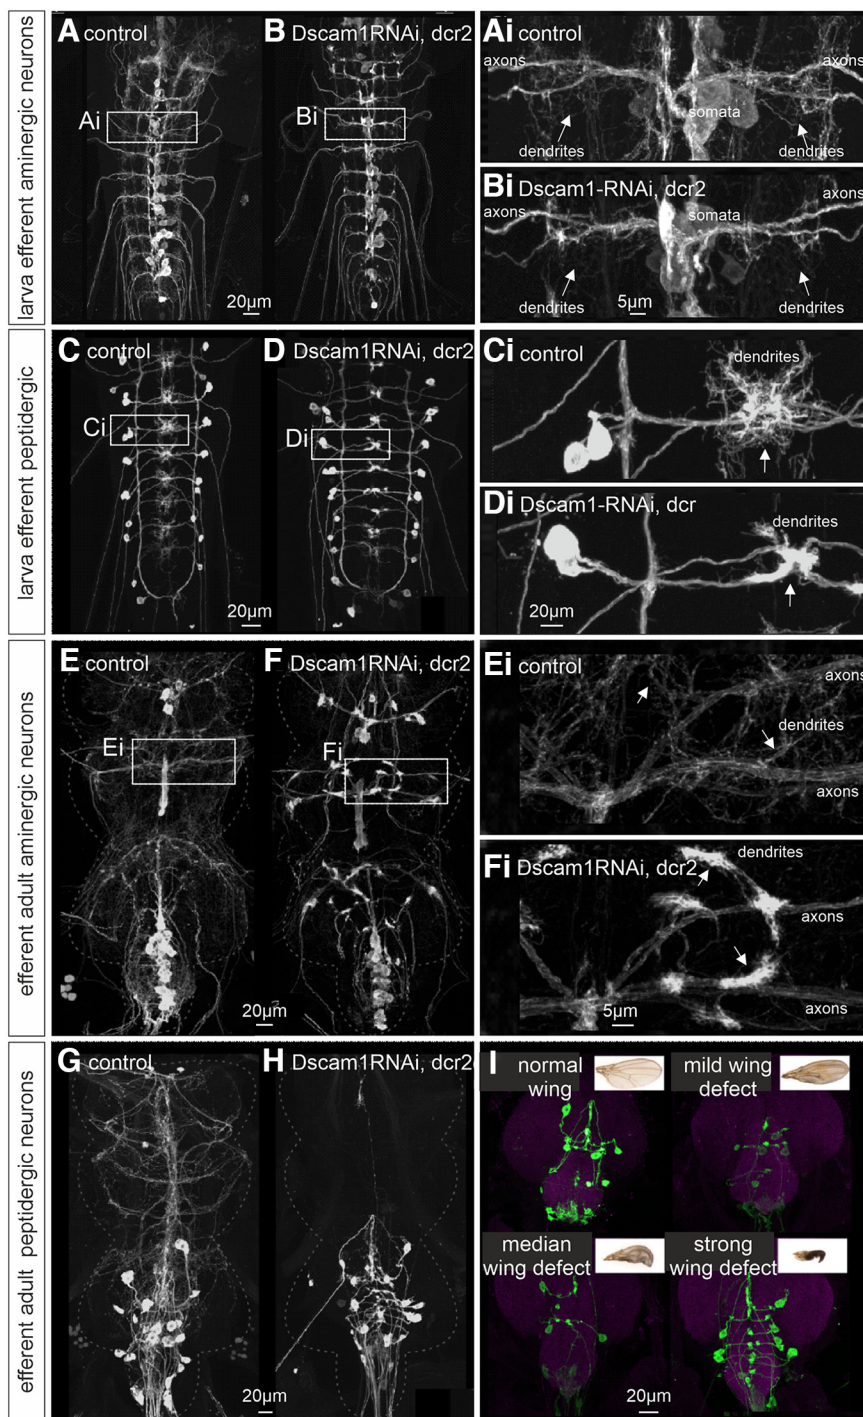 larva efferent aminergic neurons
A control
B Dscam1RNAi, dcr2
Ai
Bi
20µm
Ai control
axons
axons
somata
dendrites
dendrites
Bi Dscam1-RNAi, dcr2
axons
axons
somata
dendrites
5µm
dendrites
larva efferent peptidergic
C control
D Dscam1RNAi, dcr2
Ci
Di
20µm
20µm
Ci control
dendrites
Di Dscam1-RNAi, dcr
dendrites
20µm
efferent adult aminergic neurons
E control
F Dscam1RNAi, dcr2
Ei
Fi
20µm
Ei control
axons
dendrites
axons
Fi Dscam1RNAi, dcr2
dendrites
axons
5µm
axons
efferent adult peptidergic neurons
G control
H Dscam1RNAi, dcr2
20µm
I normal wing
mild wing defect
median wing defect
strong wing defect
20µm